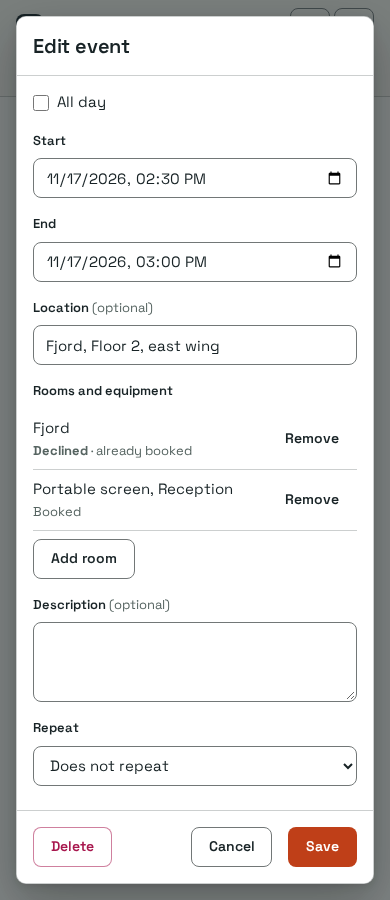 Edit event
All day
Start
11/17/2026, 02:30 PM
End
11/17/2026, 03:00 PM
Location (optional)
Fjord, Floor 2, east wing
Rooms and equipment
Fjord
Declined · already booked
Remove
Portable screen, Reception
Booked
Remove
Add room
Description (optional)
Repeat
Does not repeat
Delete
Cancel
Save